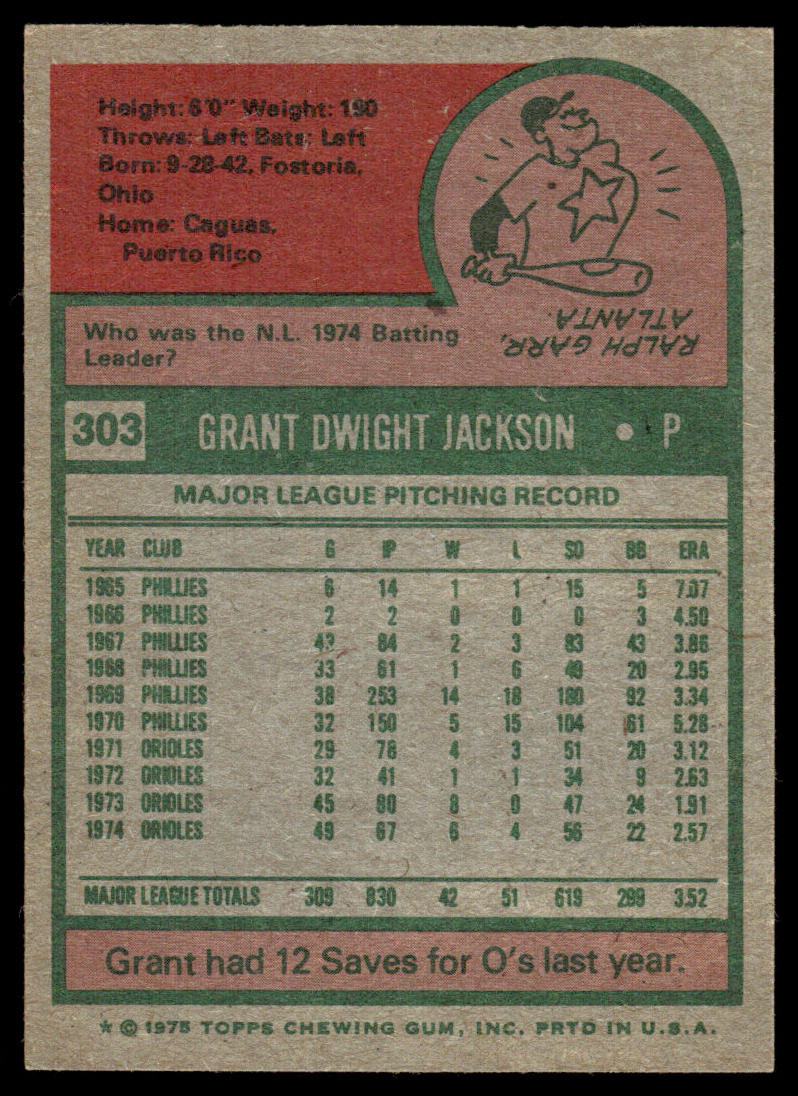 Height: 6'0" Weight: 190
Throws: Left Bats: Left
Born: 9-28-42, Fostoria,
Ohio
Home: Caguas,
Puerto Rico
Who was the N.L. 1974 Batting
Leader?
RALPH GARR,
ATLANTA.
303 GRANT DWIGHT JACKSON • P
MAJOR LEAGUE PITCHING RECORD
YEAR CLUB G IP W L SO BB ERA
1965 PHILLIES 6 14 1 1 15 5 7.07
1966 PHILLIES 2 2 0 0 0 3 4.50
1967 PHILLIES 43 84 2 3 83 43 3.86
1968 PHILLIES 33 61 1 6 49 20 2.95
1969 PHILLIES 38 253 14 18 180 92 3.34
1970 PHILLIES 32 150 5 15 104 61 5.28
1971 ORIOLES 29 78 4 3 51 20 3.12
1972 ORIOLES 32 41 1 1 34 9 2.63
1973 ORIOLES 45 80 8 0 47 24 1.91
1974 ORIOLES 49 67 6 4 56 22 2.57
MAJOR LEAGUE TOTALS 309 830 42 51 619 299 3.52
Grant had 12 Saves for O's last year.
* © 1975 TOPPS CHEWING GUM, INC. PRTD IN U.S.A.